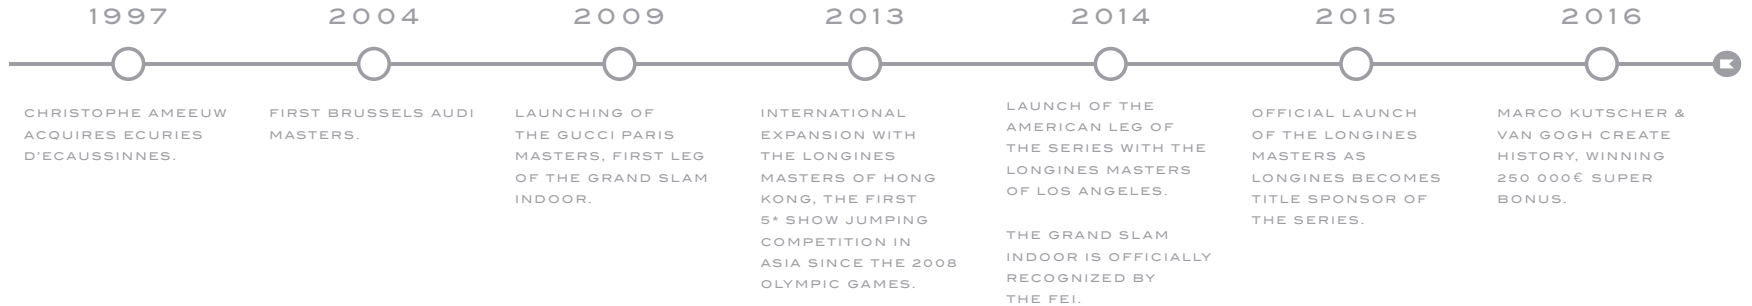 1997
CHRISTOPHE AMEEUW
ACQUIRES ECURIES
D'ECAUSSINNES.
2004
FIRST BRUSSELS AUDI
MASTERS.
2009
LAUNCHING OF
THE GUCCI PARIS
MASTERS, FIRST LEG
OF THE GRAND SLAM
INDOOR.
2013
INTERNATIONAL
EXPANSION WITH
THE LONGINES
MASTERS OF HONG
KONG, THE FIRST
5* SHOW JUMPING
COMPETITION IN
ASIA SINCE THE 2008
OLYMPIC GAMES.
2014
LAUNCH OF THE
AMERICAN LEG OF
THE SERIES WITH THE
LONGINES MASTERS
OF LOS ANGELES.
THE GRAND SLAM
INDOOR IS OFFICIALLY
RECOGNIZED BY
THE FEI.
2015
OFFICIAL LAUNCH
OF THE LONGINES
MASTERS AS
LONGINES BECOMES
TITLE SPONSOR OF
THE SERIES.
2016
MARCO KUTSCHER &
VAN GOGH CREATE
HISTORY, WINNING
250 000€ SUPER
BONUS.